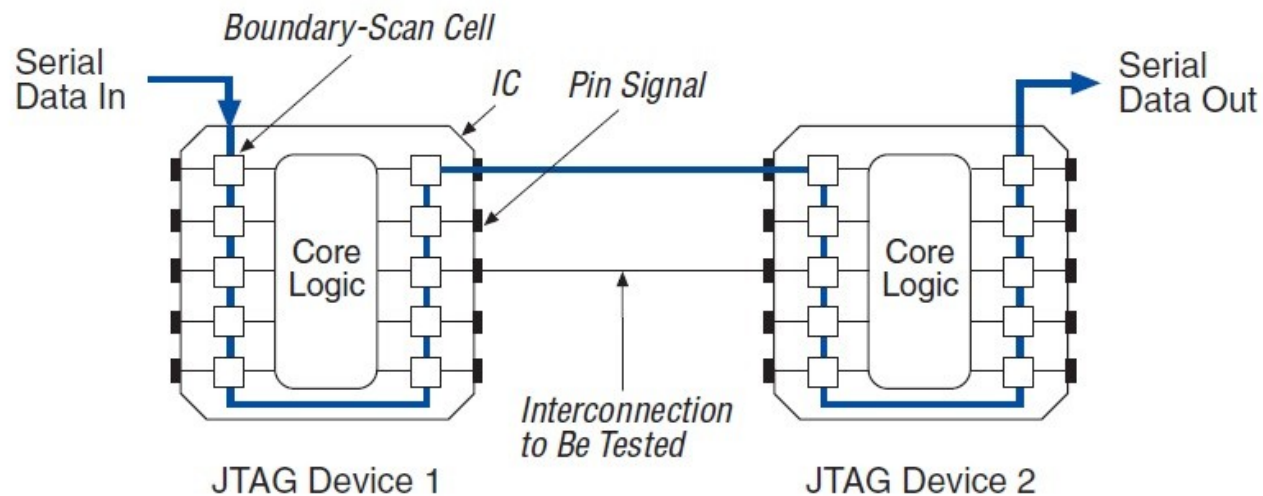 Boundary-Scan Cell
Serial
Data In
IC
Pin Signal
Serial
Data Out
Core
Logic
Core
Logic
Interconnection
to Be Tested
JTAG Device 1
JTAG Device 2